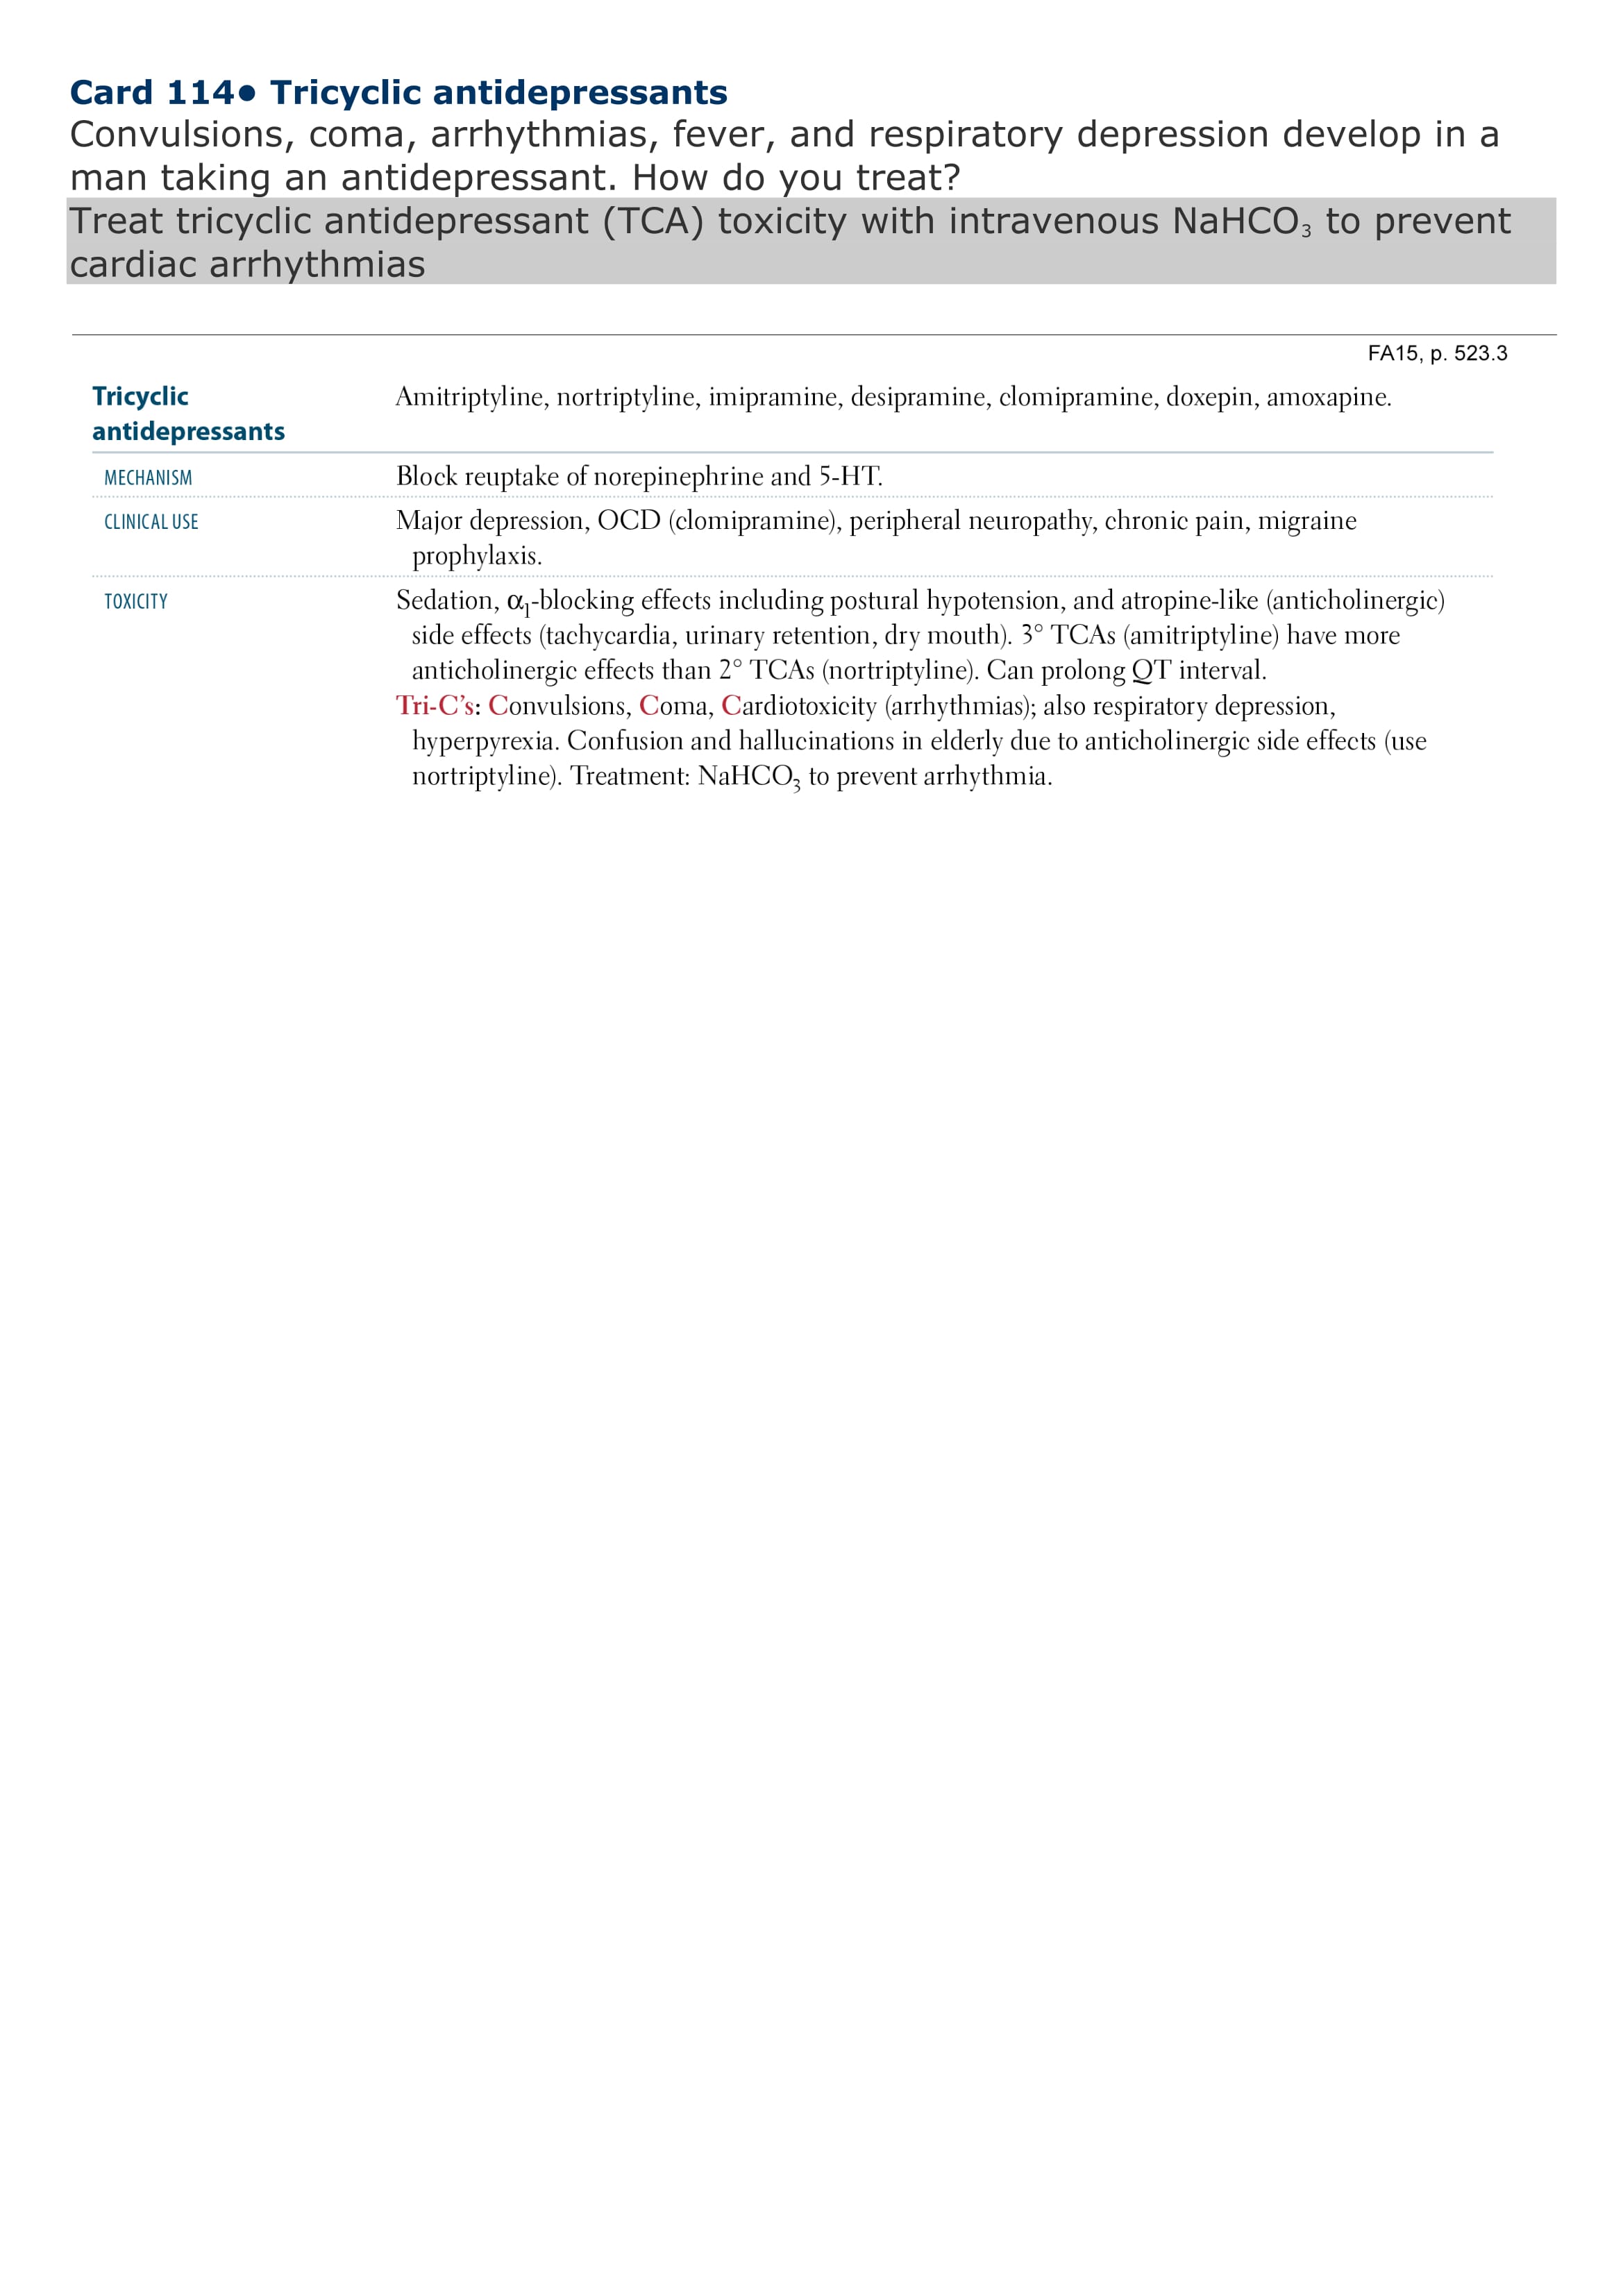 Card 114• Tricyclic antidepressants
Convulsions, coma, arrhythmias, fever, and respiratory depression develop in a
man taking an antidepressant. How do you treat?
Treat tricyclic antidepressant (TCA) toxicity with intravenous NaHCO₃ to prevent
cardiac arrhythmias
FA15, p. 523.3
Tricyclic antidepressants
Amitriptyline, nortriptyline, imipramine, desipramine, clomipramine, doxepin, amoxapine.
MECHANISM
Block reuptake of norepinephrine and 5-HT.
CLINICAL USE
Major depression, OCD (clomipramine), peripheral neuropathy, chronic pain, migraine
prophylaxis.
TOXICITY
Sedation, α₁-blocking effects including postural hypotension, and atropine-like (anticholinergic)
side effects (tachycardia, urinary retention, dry mouth). 3° TCAs (amitriptyline) have more
anticholinergic effects than 2° TCAs (nortriptyline). Can prolong QT interval.
Tri-C's: Convulsions, Coma, Cardiotoxicity (arrhythmias); also respiratory depression,
hyperpyrexia. Confusion and hallucinations in elderly due to anticholinergic side effects (use
nortriptyline). Treatment: NaHCO₃ to prevent arrhythmia.